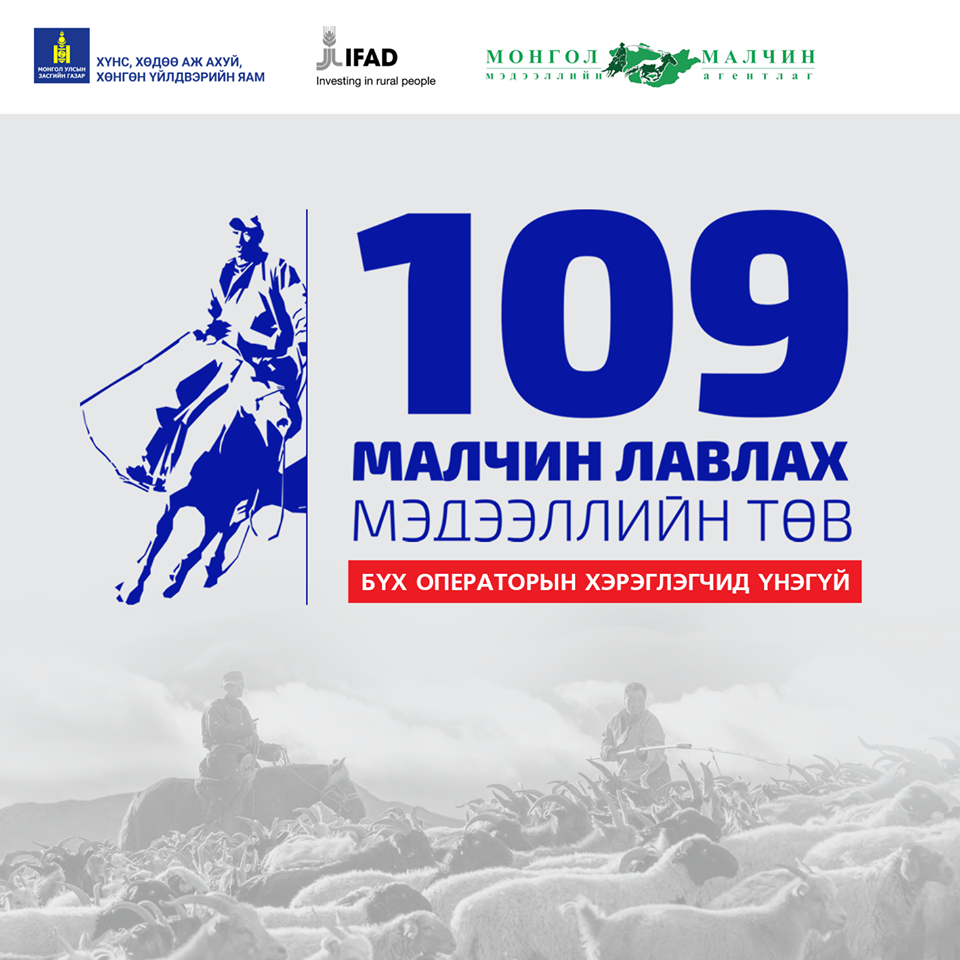 МОНГОЛ УЛСЫН
ЗАСГИЙН ГАЗАР
ХҮНС, ХӨДӨӨ АЖ АХУЙ,
ХӨНГӨН ҮЙЛДВЭРИЙН ЯАМ
IFAD
Investing in rural people
МОНГОЛ МАЛЧИН
МЭДЭЭЛЛИЙН агентлаг
109
МАЛЧИН ЛАВЛАХ
МЭДЭЭЛЛИЙН ТӨВ
БҮХ ОПЕРАТОРЫН ХЭРЭГЛЭГЧИД ҮНЭГҮЙ